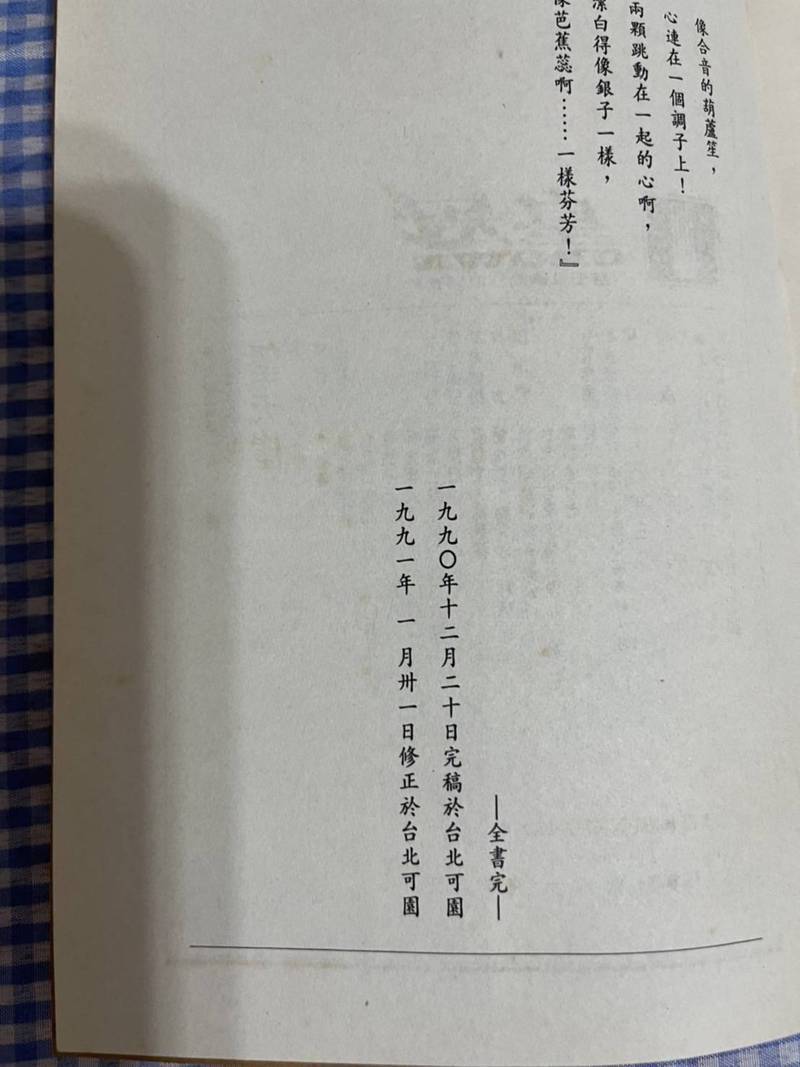 像合音的葫蘆笙，
心連在一個調子上！
兩顆跳動在一起的心啊，
潔白得像銀子一樣，
像芭蕉蕊啊……一樣芬芳！』
—全書完—
一九九〇年十二月二十日完稿於台北可園
一九九一年 一月卅一日修正於台北可園